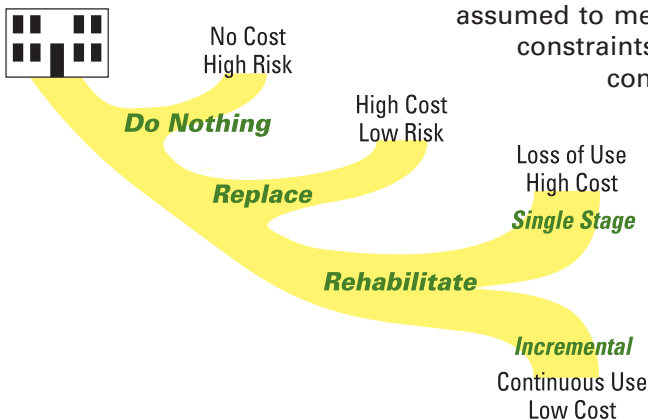 assumed to me
constraints
con
No Cost
High Risk
Do Nothing
High Cost
Low Risk
Replace
Loss of Use
High Cost
Single Stage
Rehabilitate
Incremental
Continuous Use
Low Cost